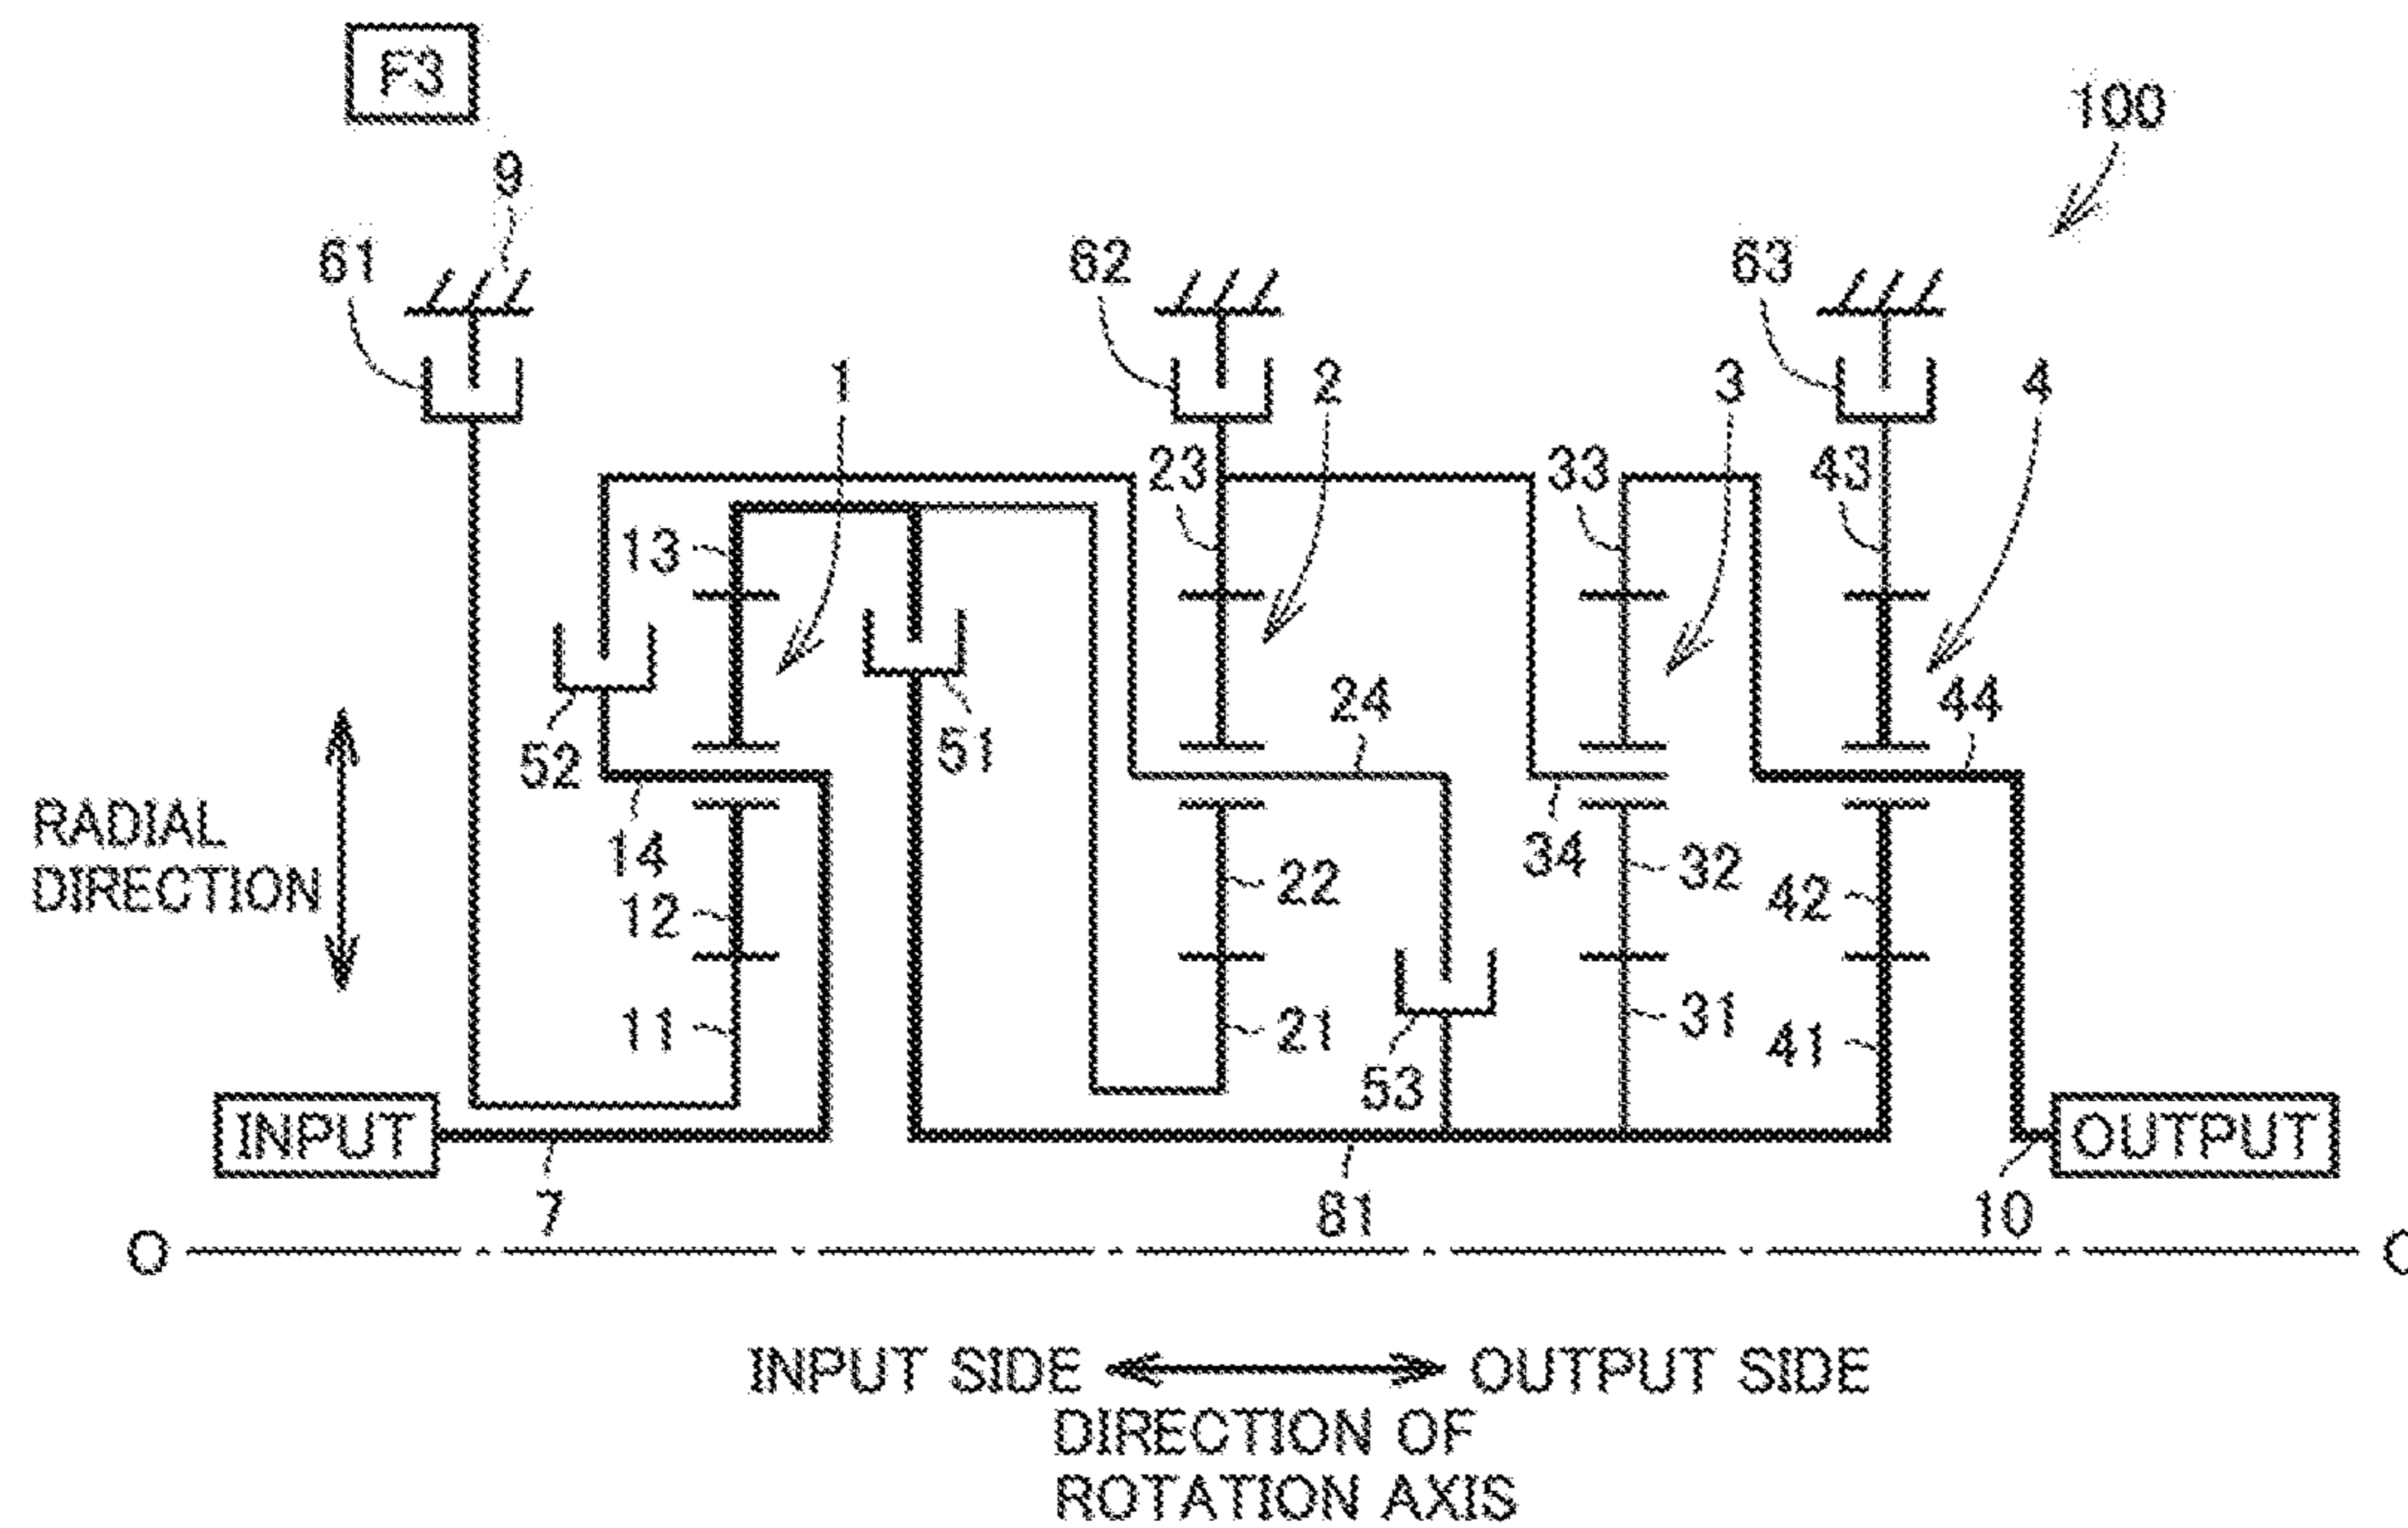 F3
9
100
61
62
63
1
2
3
4
23
33
43
13
24
44
52
51
14
34
RADIAL
DIRECTION
12
22
32
42
11
21
31
41
53
INPUT
OUTPUT
7
81
10
O
O
INPUT SIDE
OUTPUT SIDE
DIRECTION OF
ROTATION AXIS